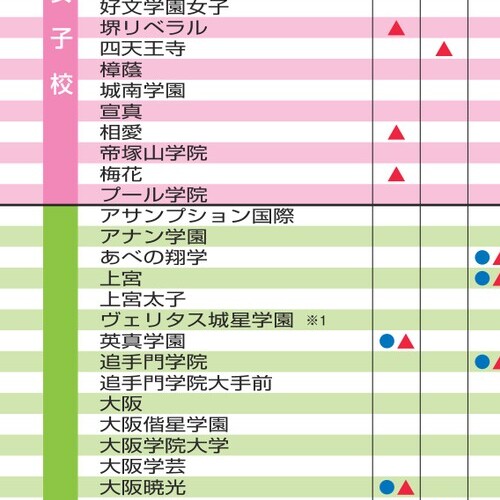 好文学園女子
堺リベラル ▲
四天王寺 ▲
樟蔭
城南学園
宣真
相愛 ▲
帝塚山学院
梅花 ▲
プール学院
子校
アサンプション国際
アナン学園
あべの翔学 ●▲
上宮 ●▲
上宮太子
ヴェリタス城星学園 ※1
英真学園 ●▲
追手門学院 ●▲
追手門学院大手前
大阪
大阪偕星学園
大阪学院大学
大阪学芸
大阪暁光 ●▲